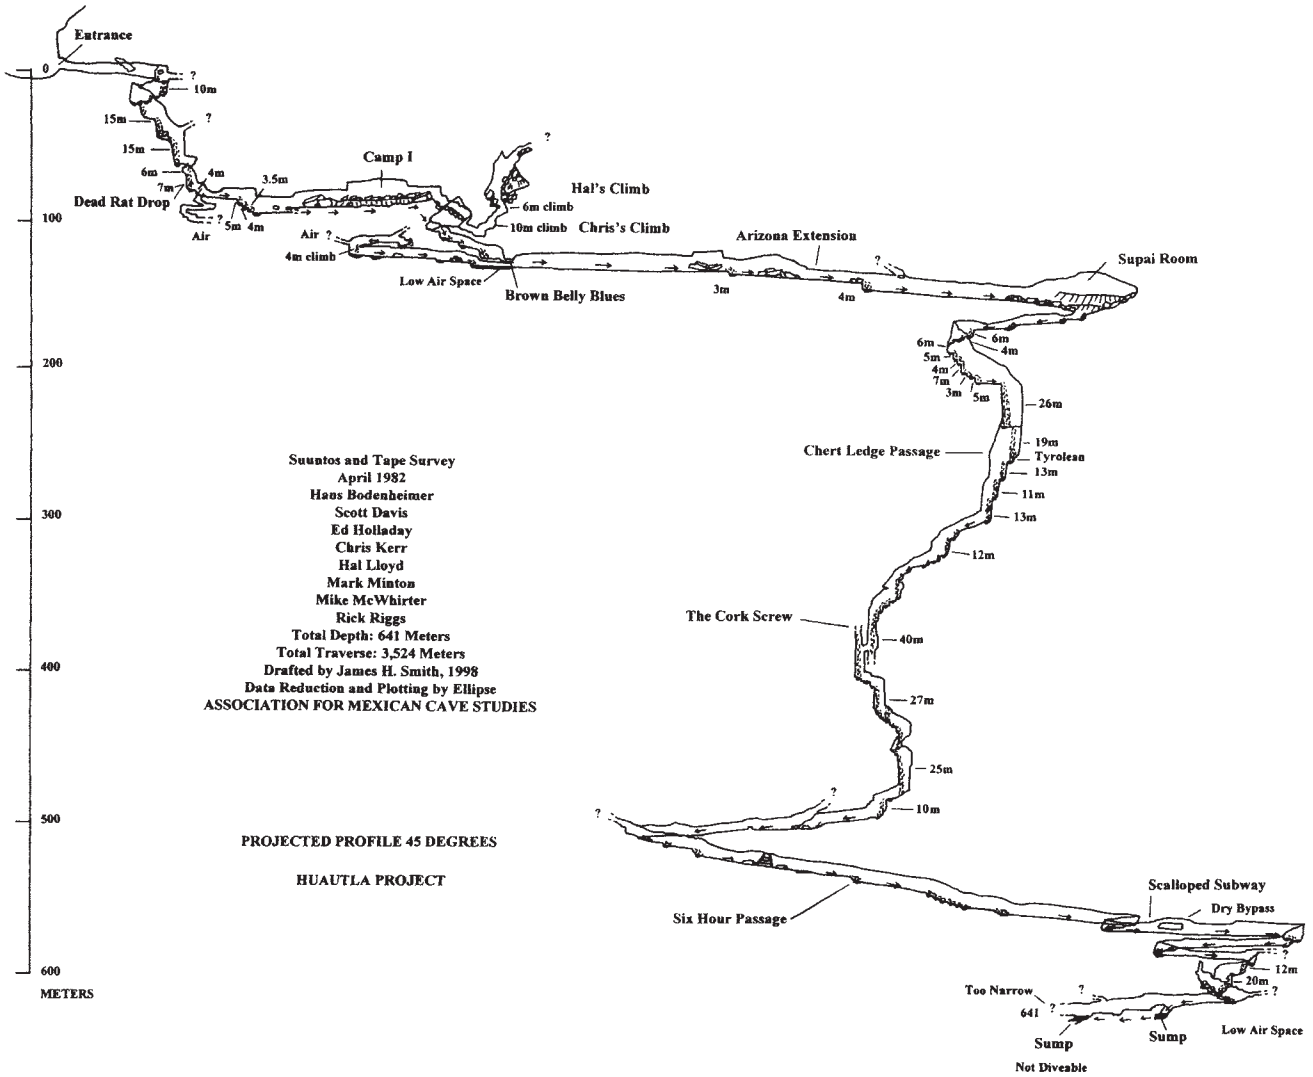 Entrance
0
?
10m
15m
?
15m
6m
4m
7m
3.5m
Dead Rat Drop
?
Air
5m
4m
Camp I
?
Hal's Climb
6m climb
10m climb
Chris's Climb
100
Air ?
4m climb
Low Air Space
Brown Belly Blues
Arizona Extension
?
3m
4m
Supai Room
6m
6m
4m
5m
4m
7m
3m
5m
200
26m
Chert Ledge Passage
19m
Tyrolean
13m
11m
13m
12m
300
Suuntos and Tape Survey
April 1982
Hans Bodenheimer
Scott Davis
Ed Holladay
Chris Kerr
Hal Lloyd
Mark Minton
Mike McWhirter
Rick Riggs
Total Depth: 641 Meters
Total Traverse: 3,524 Meters
Drafted by James H. Smith, 1998
Data Reduction and Plotting by Ellipse
ASSOCIATION FOR MEXICAN CAVE STUDIES
The Cork Screw
40m
400
27m
25m
10m
?
?
500
PROJECTED PROFILE 45 DEGREES
HUAUTLA PROJECT
Six Hour Passage
Scalloped Subway
Dry Bypass
?
12m
20m
?
600
METERS
Too Narrow
?
641 ?
Sump
Sump
Low Air Space
Not Diveable